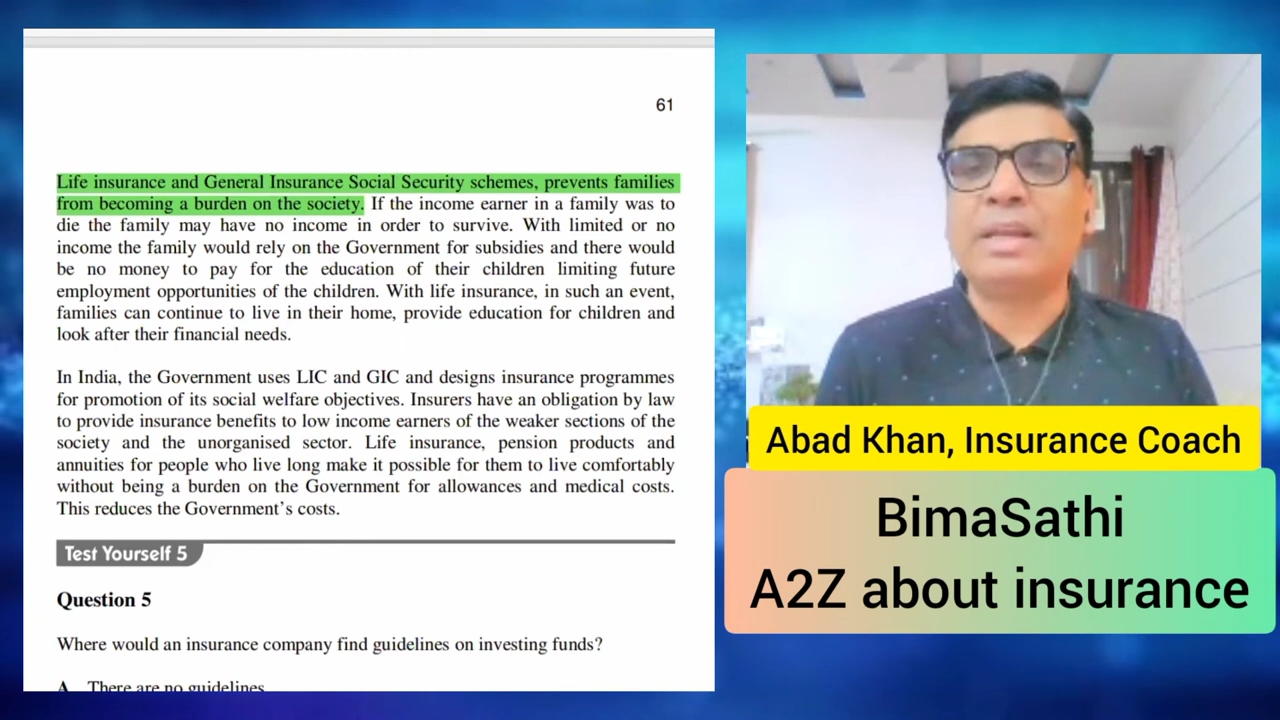 61
Life insurance and General Insurance Social Security schemes, prevents families
from becoming a burden on the society. If the income earner in a family was to
die the family may have no income in order to survive. With limited or no
income the family would rely on the Government for subsidies and there would
be no money to pay for the education of their children limiting future
employment opportunities of the children. With life insurance, in such an event,
families can continue to live in their home, provide education for children and
look after their financial needs.
In India, the Government uses LIC and GIC and designs insurance programmes
for promotion of its social welfare objectives. Insurers have an obligation by law
to provide insurance benefits to low income earners of the weaker sections of the
society and the unorganised sector. Life insurance, pension products and
annuities for people who live long make it possible for them to live comfortably
without being a burden on the Government for allowances and medical costs.
This reduces the Government's costs.
Test Yourself 5
Question 5
Where would an insurance company find guidelines on investing funds?
A There are no guidelines
Abad Khan, Insurance Coach
BimaSathi
A2Z about insurance